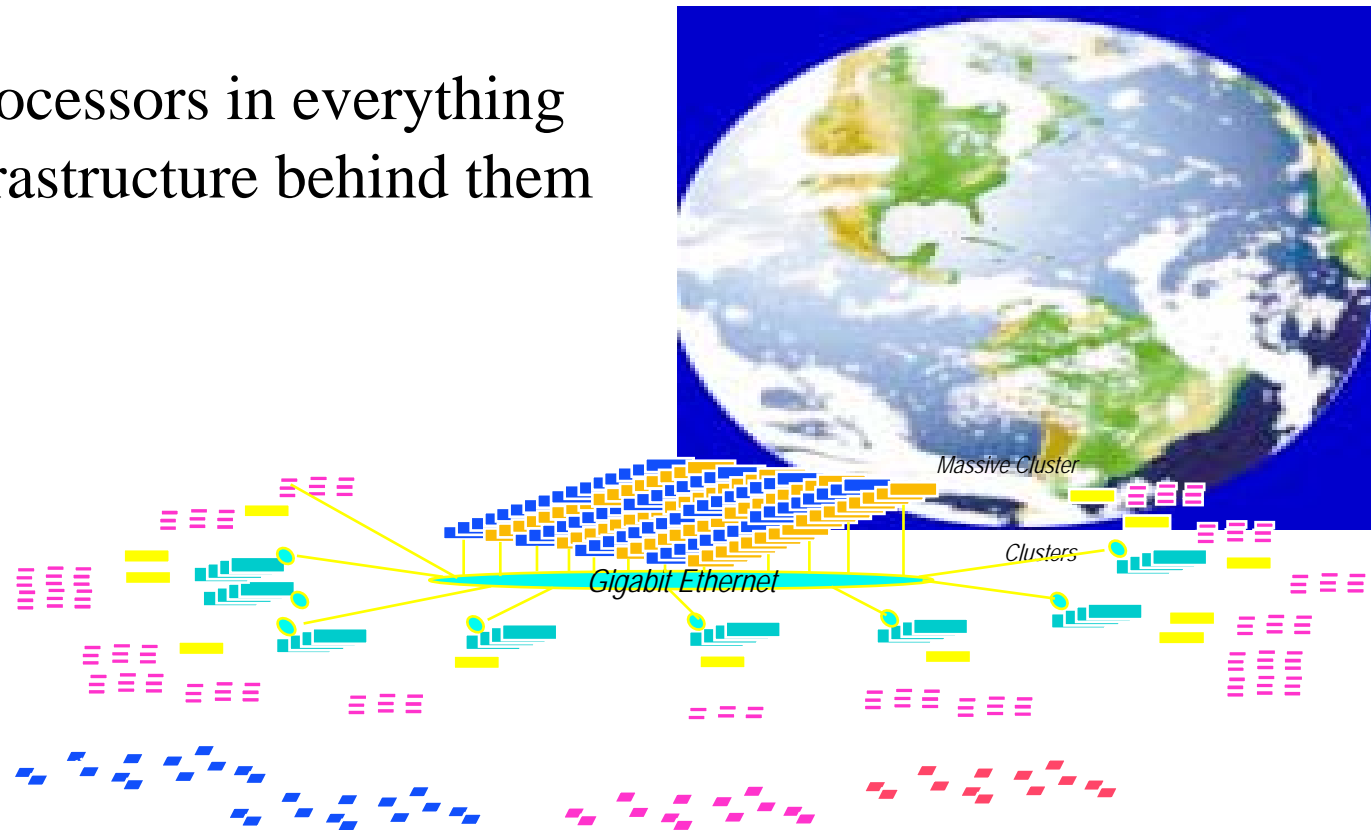 ocessors in everything
rastructure behind them
Massive Cluster
Clusters
Gigabit Ethernet